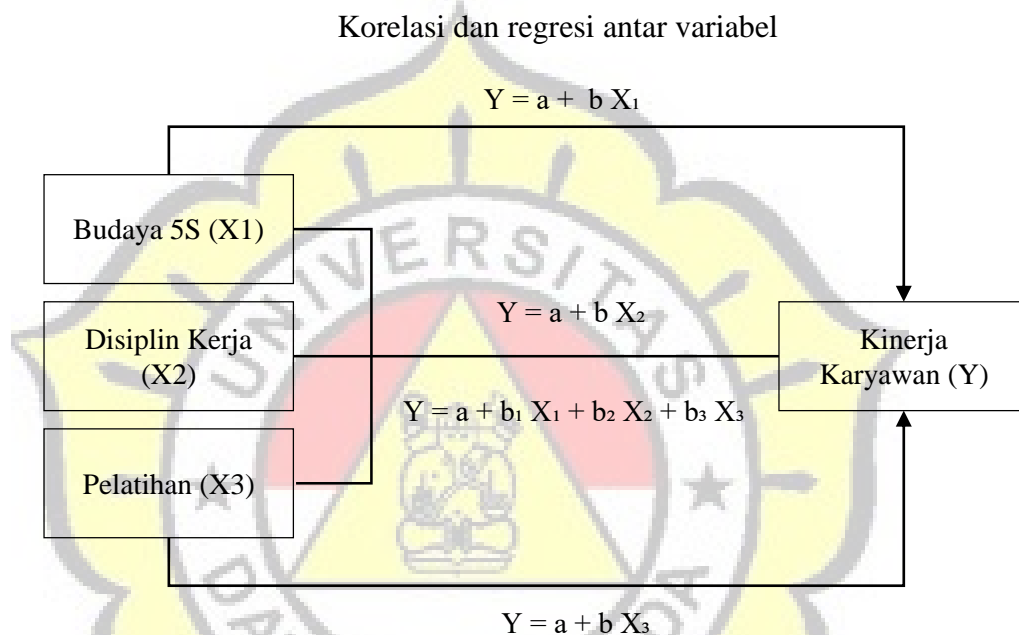 Korelasi dan regresi antar variabel
Y = a + b X₁
Budaya 5S (X1)
Y = a + b X₂
Disiplin Kerja
(X2)
Kinerja
Karyawan (Y)
Y = a + b₁ X₁ + b₂ X₂ + b₃ X₃
Pelatihan (X3)
Y = a + b X₃
UNIVERSITAS